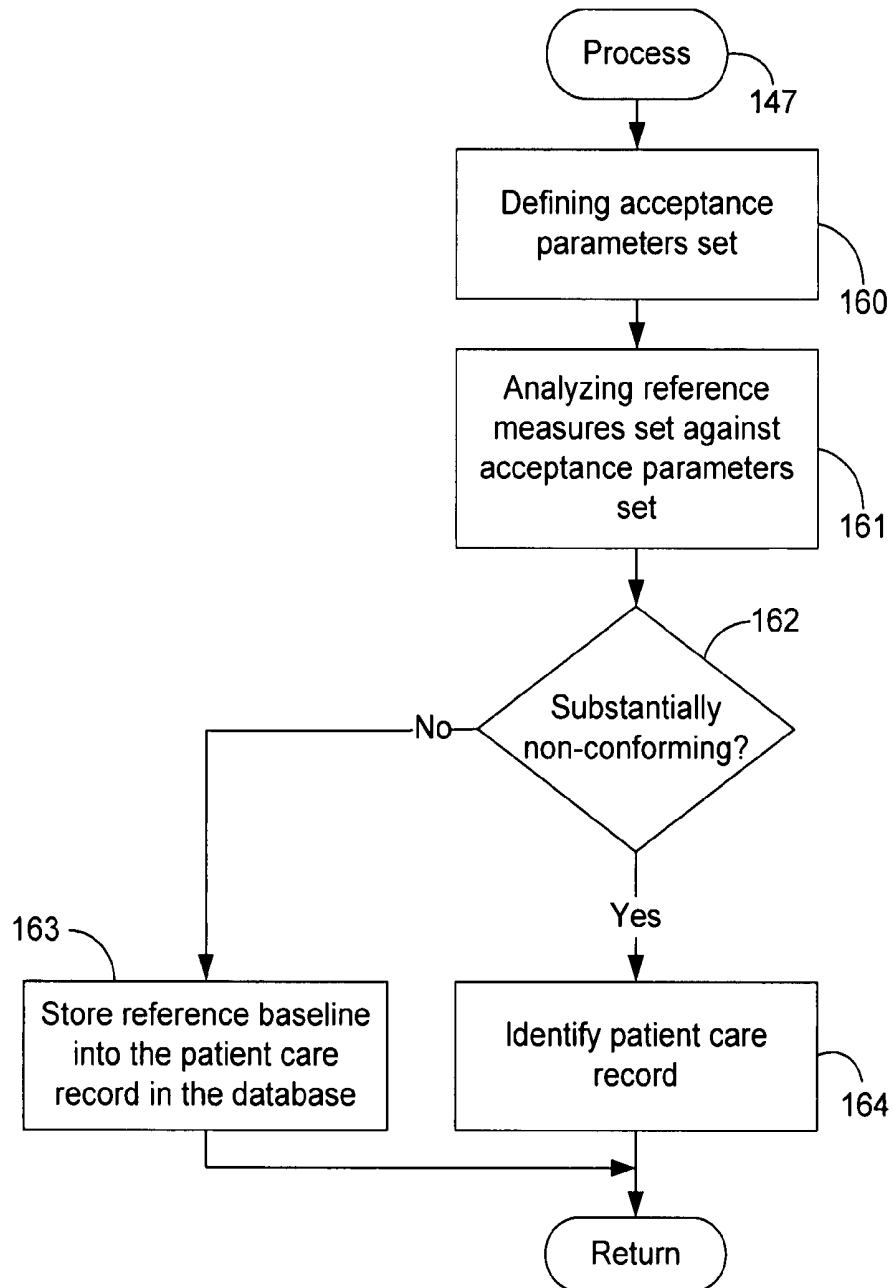 Process
147
Defining acceptance
parameters set
160
Analyzing reference
measures set against
acceptance parameters
set
161
162
Substantially
non-conforming?
No
Yes
163
Store reference baseline
into the patient care
record in the database
Identify patient care
record
164
Return